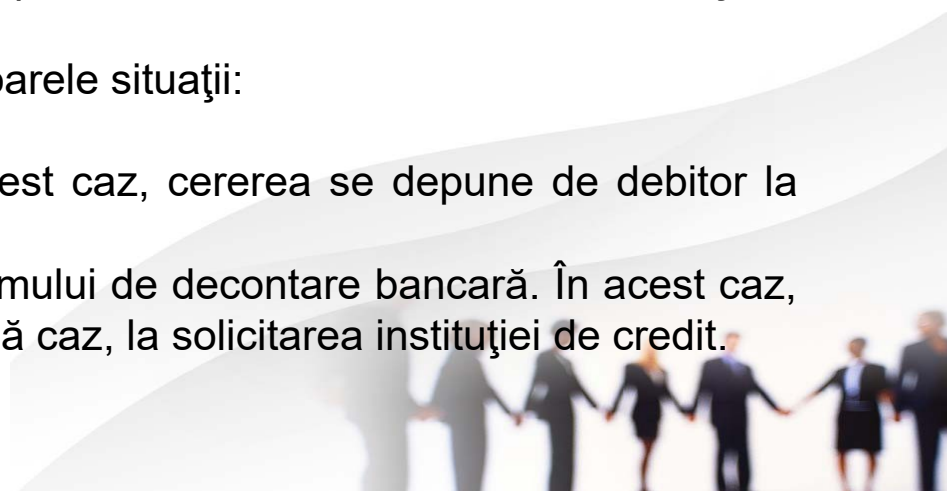 oarele situaţii:
est caz, cererea se depune de debitor la
mului de decontare bancară. În acest caz,
ă caz, la solicitarea instituţiei de credit.